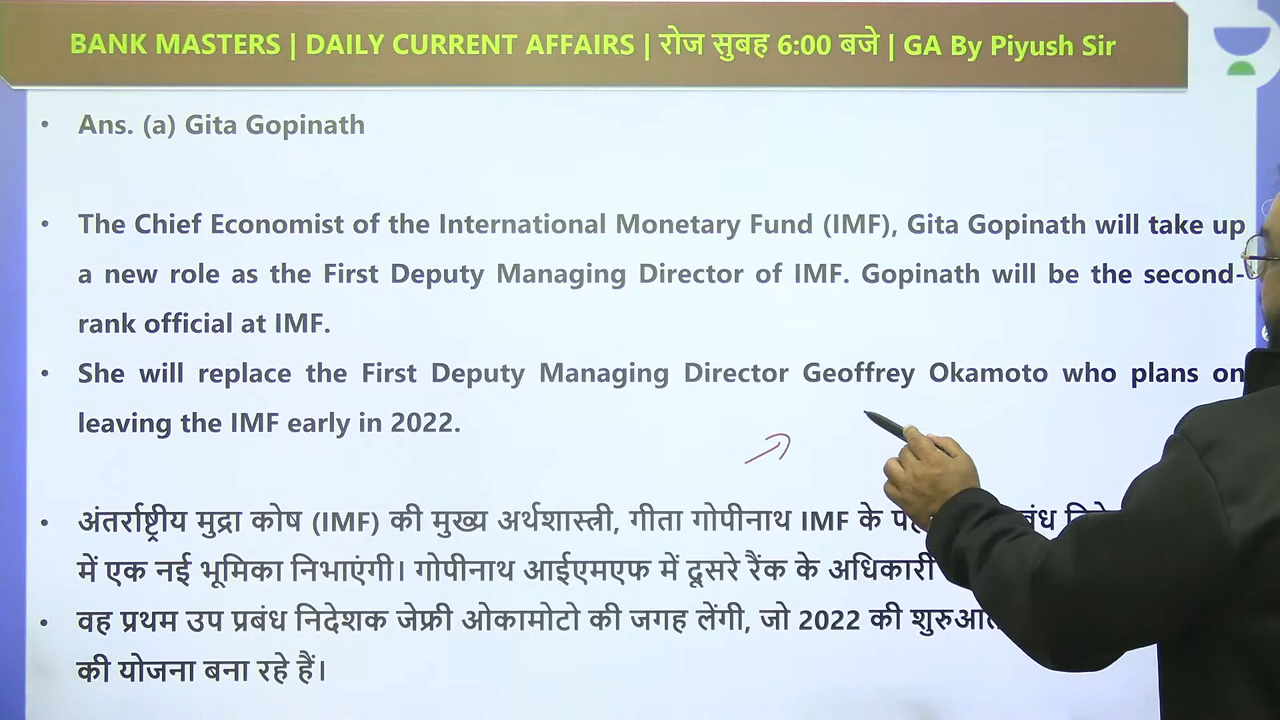 BANK MASTERS | DAILY CURRENT AFFAIRS | रोज सुबह 6:00 बजे | GA By Piyush Sir
• Ans. (a) Gita Gopinath
• The Chief Economist of the International Monetary Fund (IMF), Gita Gopinath will take up
a new role as the First Deputy Managing Director of IMF. Gopinath will be the second-
rank official at IMF.
• She will replace the First Deputy Managing Director Geoffrey Okamoto who plans on
leaving the IMF early in 2022.
• अंतर्राष्ट्रीय मुद्रा कोष (IMF) की मुख्य अर्थशास्त्री, गीता गोपीनाथ IMF के
में एक नई भूमिका निभाएंगी। गोपीनाथ आईएमएफ में दूसरे रैंक के अधिकारी
• वह प्रथम उप प्रबंध निदेशक जेफ्री ओकामोटो की जगह लेंगी, जो 2022 की
की योजना बना रहे हैं।